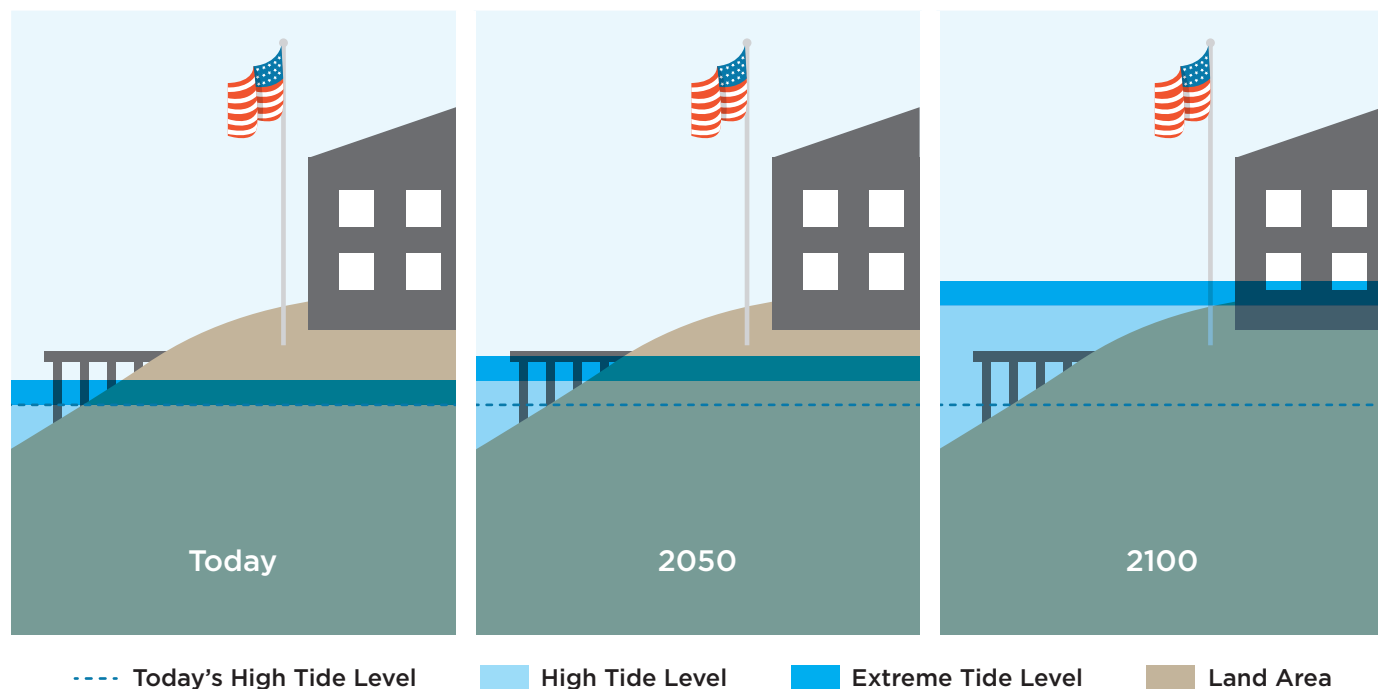 Today
2050
2100
Today's High Tide Level
High Tide Level
Extreme Tide Level
Land Area